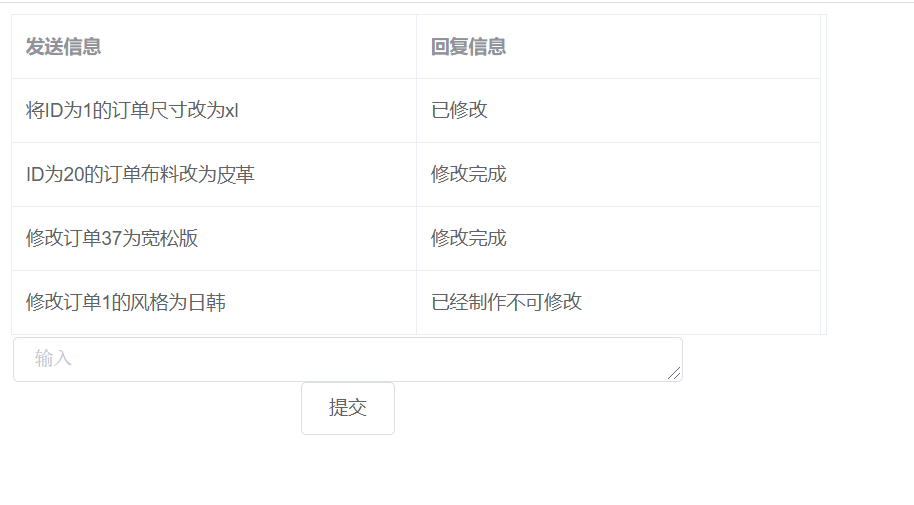 发送信息 回复信息
将ID为1的订单尺寸改为xl 已修改
ID为20的订单布料改为皮革 修改完成
修改订单37为宽松版 修改完成
修改订单1的风格为日韩 已经制作不可修改
输入
提交